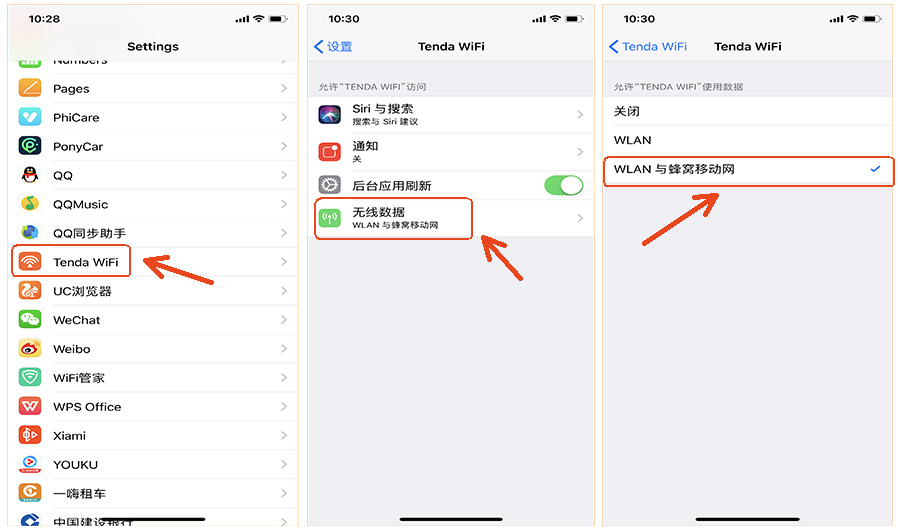 10:28
Settings
Numbers
Pages
PhiCare
PonyCar
QQ
QQMusic
QQ同步助手
Tenda WiFi
UC浏览器
WeChat
Weibo
WiFi管家
WPS Office
Xiami
YOUKU
一嗨租车
中国建设银行
10:30
设置
Tenda WiFi
允许“TENDA WIFI”访问
Siri 与搜索
搜索与 Siri 建议
通知
关
后台应用刷新
无线数据
WLAN 与蜂窝移动网
10:30
Tenda WiFi
Tenda WiFi
允许“TENDA WIFI”使用数据
关闭
WLAN
WLAN 与蜂窝移动网